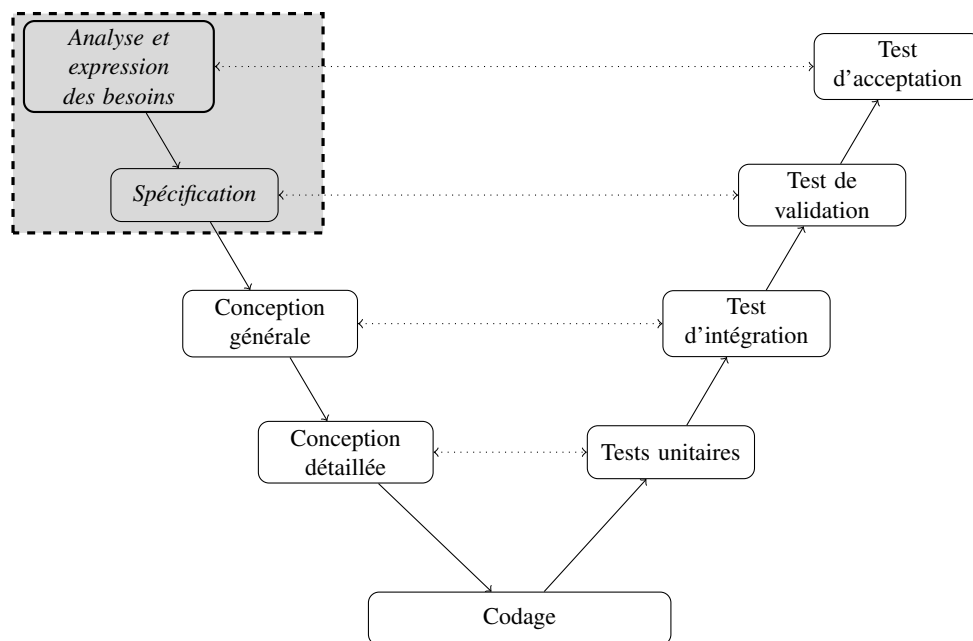 Analyse et
expression
des besoins
Test
d'acceptation
Spécification
Test de
validation
Conception
générale
Test
d'intégration
Conception
détaillée
Tests unitaires
Codage